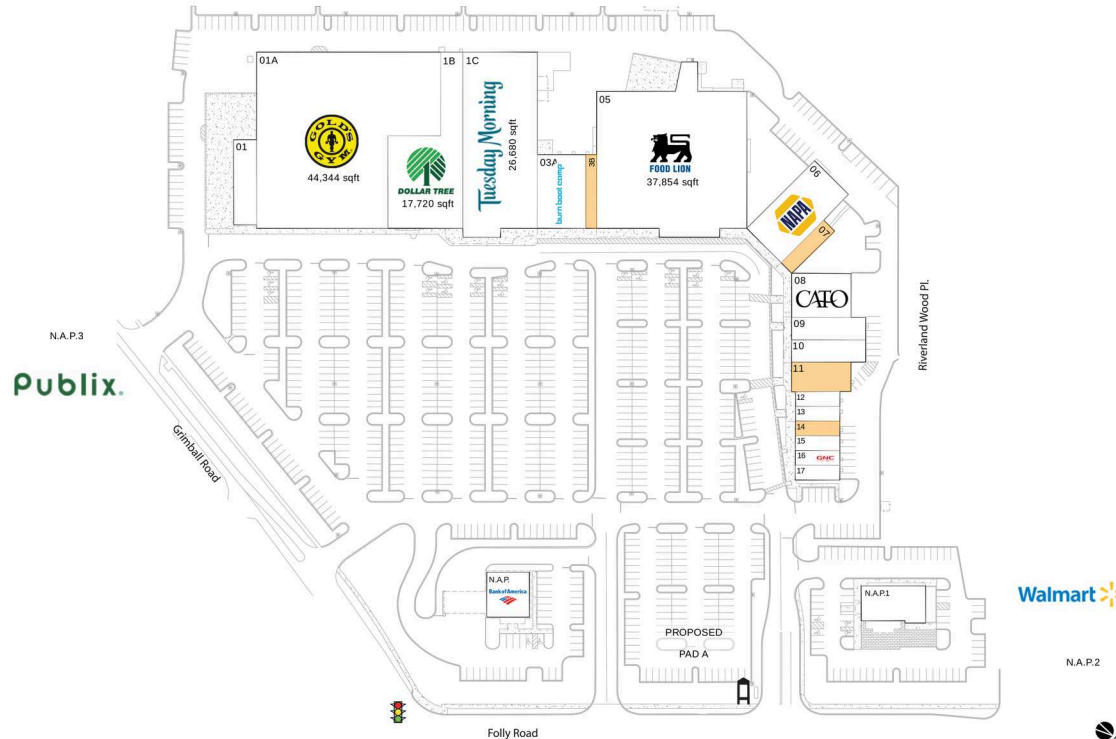 01A
1B
1C
GOLD'S
GYM
44,344 sqft
01
DOLLAR TREE
17,720 sqft
Tuesday Morning
26,680 sqft
03A
burn boot camp
3B
05
FOOD LION
37,854 sqft
06
NAPA
07
08
CATO
09
10
11
12
13
14
15
16
GNC
17
Riverland Wood Pl.
N.A.P.3
Publix.
Grimball Road
N.A.P.
Bank of America
PROPOSED
PAD A
N.A.P.1
Walmart
N.A.P.2
Folly Road